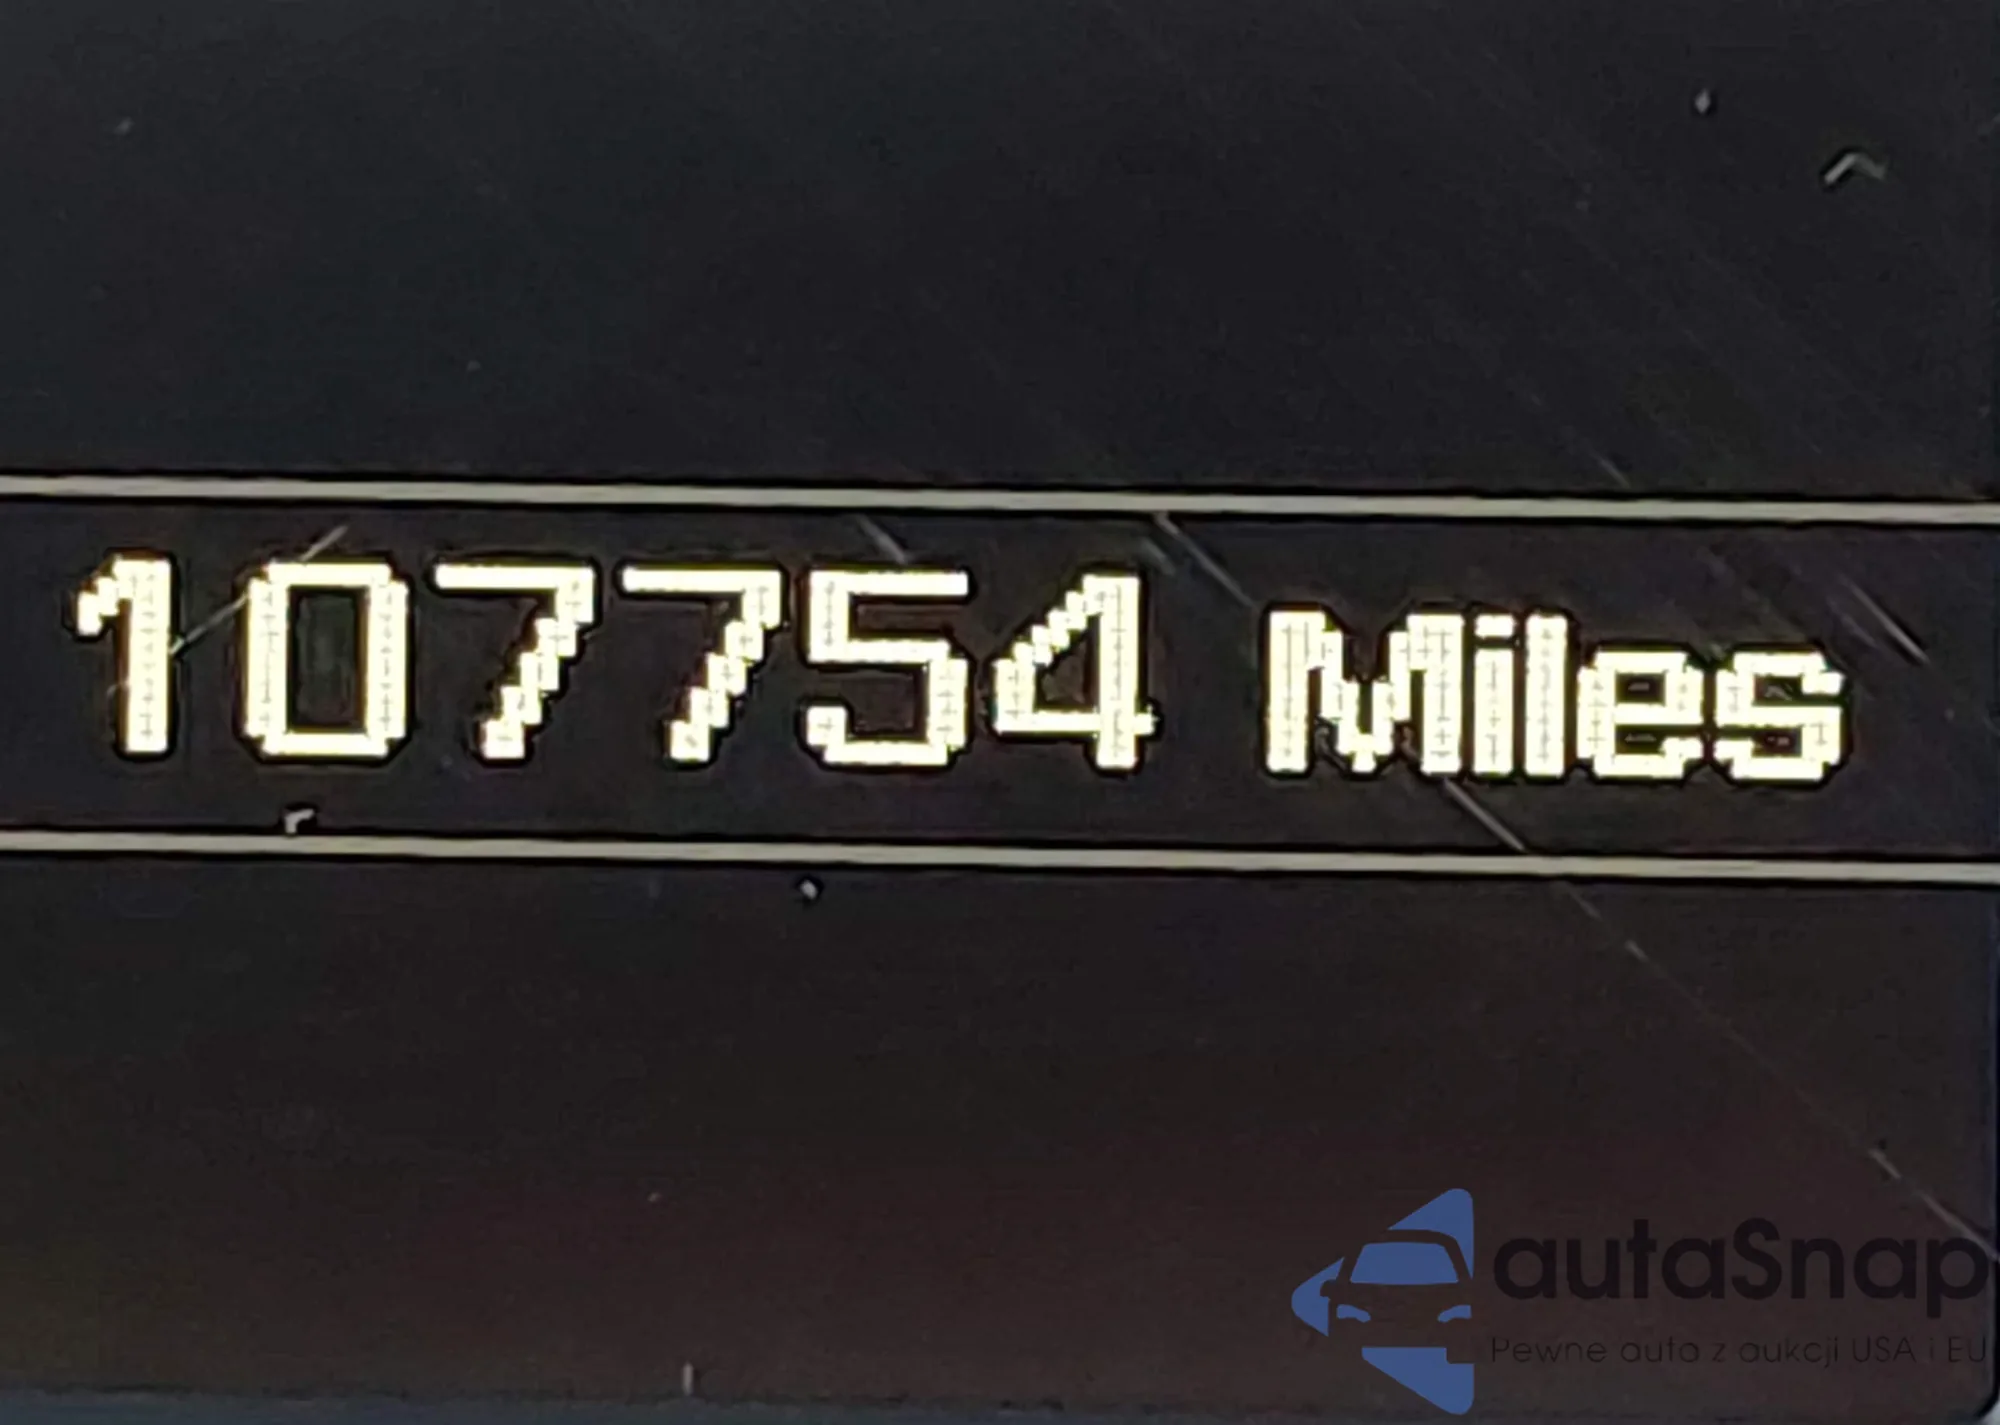 107754 Miles
autaSnap
Pewne auta z aukcji USA i EU